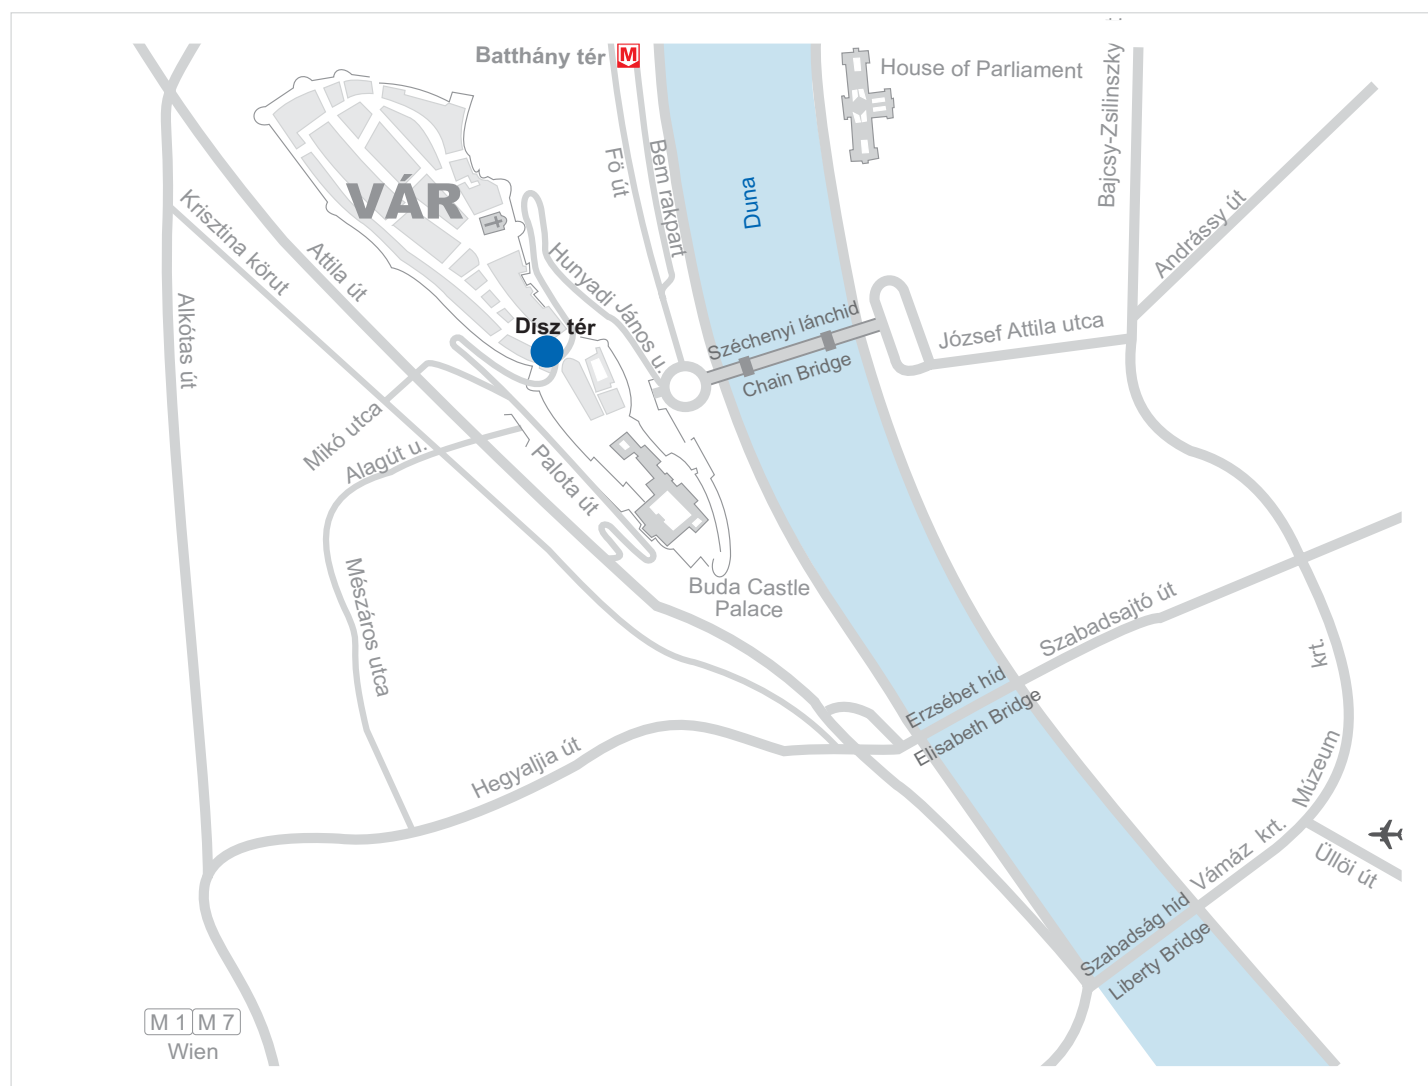 Batthány tér
M
House of Parliament
Bajcsy-Zsilinszky
Fö út
Bem rakpart
Duna
VÁR
Krisztina körut
Attila út
Hunyadi János u.
Andrássy út
Alkótas út
Dísz tér
Széchenyi lánchid
Chain Bridge
József Attila utca
Mikó utca
Alagút u.
Palota út
Mészáros utca
Buda Castle
Palace
Szabadsajtó út
krt.
Erzsébet híd
Elisabeth Bridge
Hegyaljia út
Múzeum
Vámáz krt.
Üllöi út
Szabadság híd
Liberty Bridge
M 1 M 7
Wien